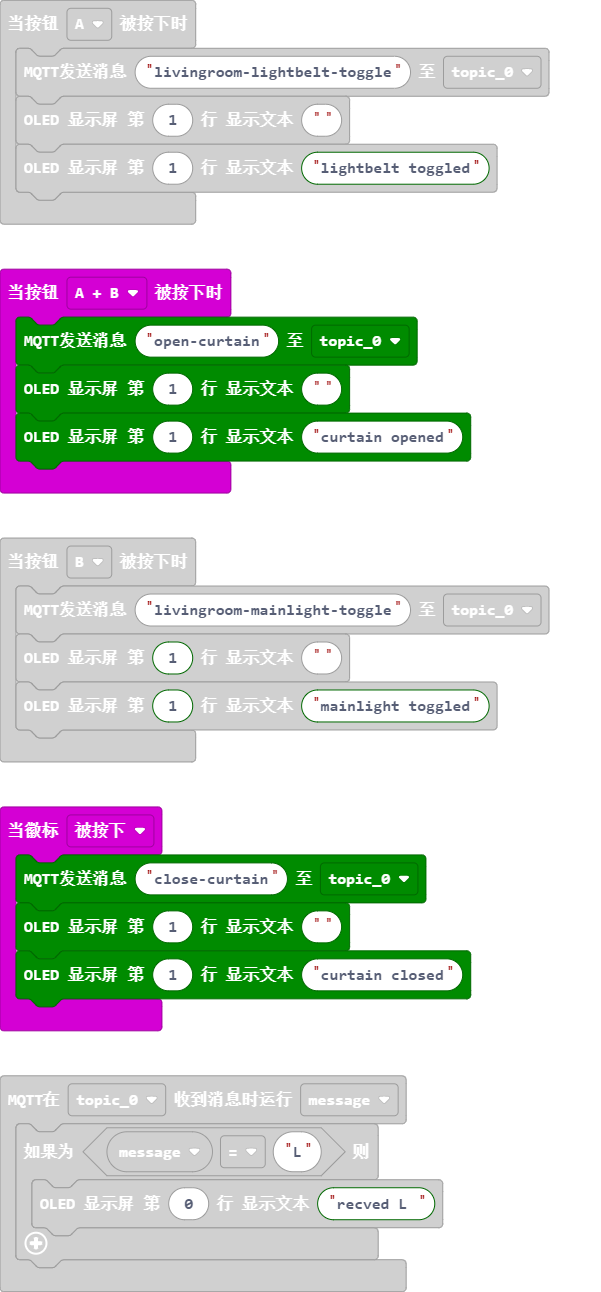 当按钮 A 被按下时
MQTT发送消息 "livingroom-lightbelt-toggle" 至 topic_0
OLED 显示屏 第 1 行 显示文本 ""
OLED 显示屏 第 1 行 显示文本 "lightbelt toggled"
当按钮 A + B 被按下时
MQTT发送消息 "open-curtain" 至 topic_0
OLED 显示屏 第 1 行 显示文本 ""
OLED 显示屏 第 1 行 显示文本 "curtain opened"
当按钮 B 被按下时
MQTT发送消息 "livingroom-mainlight-toggle" 至 topic_0
OLED 显示屏 第 1 行 显示文本 ""
OLED 显示屏 第 1 行 显示文本 "mainlight toggled"
当徽标 被按下
MQTT发送消息 "close-curtain" 至 topic_0
OLED 显示屏 第 1 行 显示文本 ""
OLED 显示屏 第 1 行 显示文本 "curtain closed"
MQTT在 topic_0 收到消息时运行 message
如果为 message = "L" 则
OLED 显示屏 第 0 行 显示文本 "recved L "